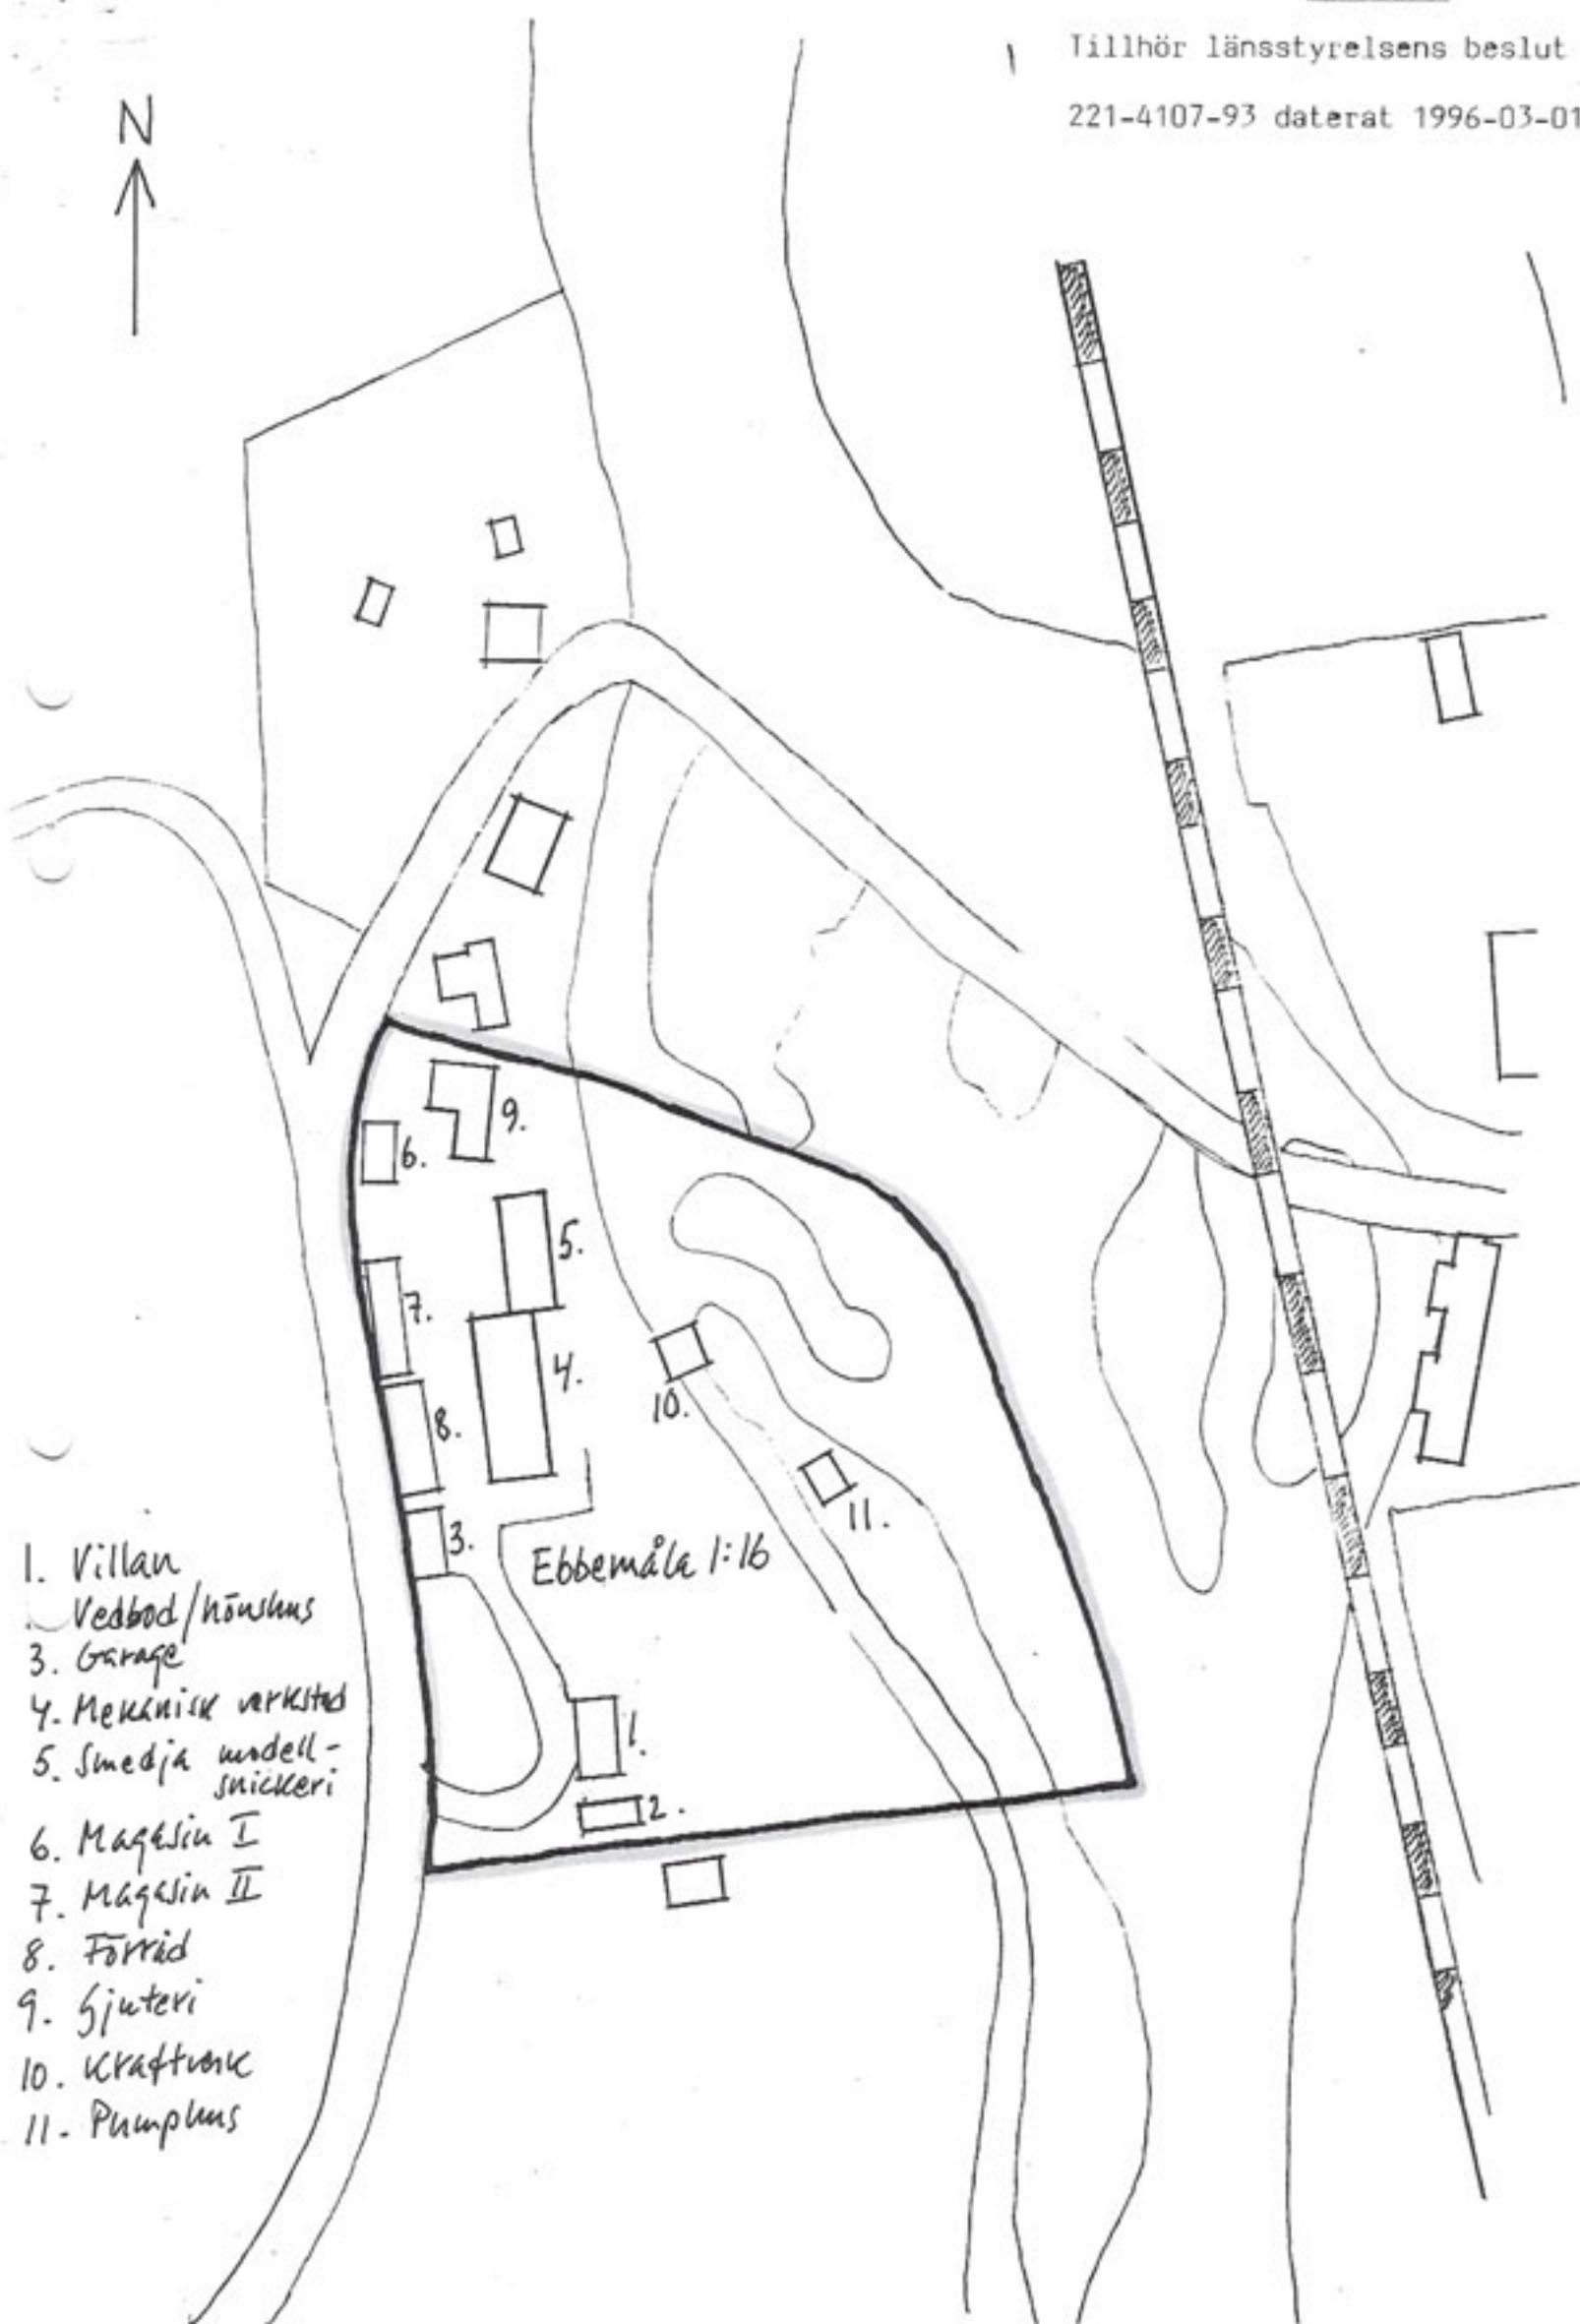 Tillhör länsstyrelsens beslut
221-4107-93 daterat 1996-03-01
N
9.
6.
5.
7.
4.
10.
8.
11.
3.
Ebbemåla 1:16
1.
2.
1. Villan
. Vedbod/hönshus
3. Garage
4. Mekanisk verkstad
5. Smedja modell-
snickeri
6. Magasin I
7. Magasin II
8. Förråd
9. Gjuteri
10. Kraftverk
11. Pumphus